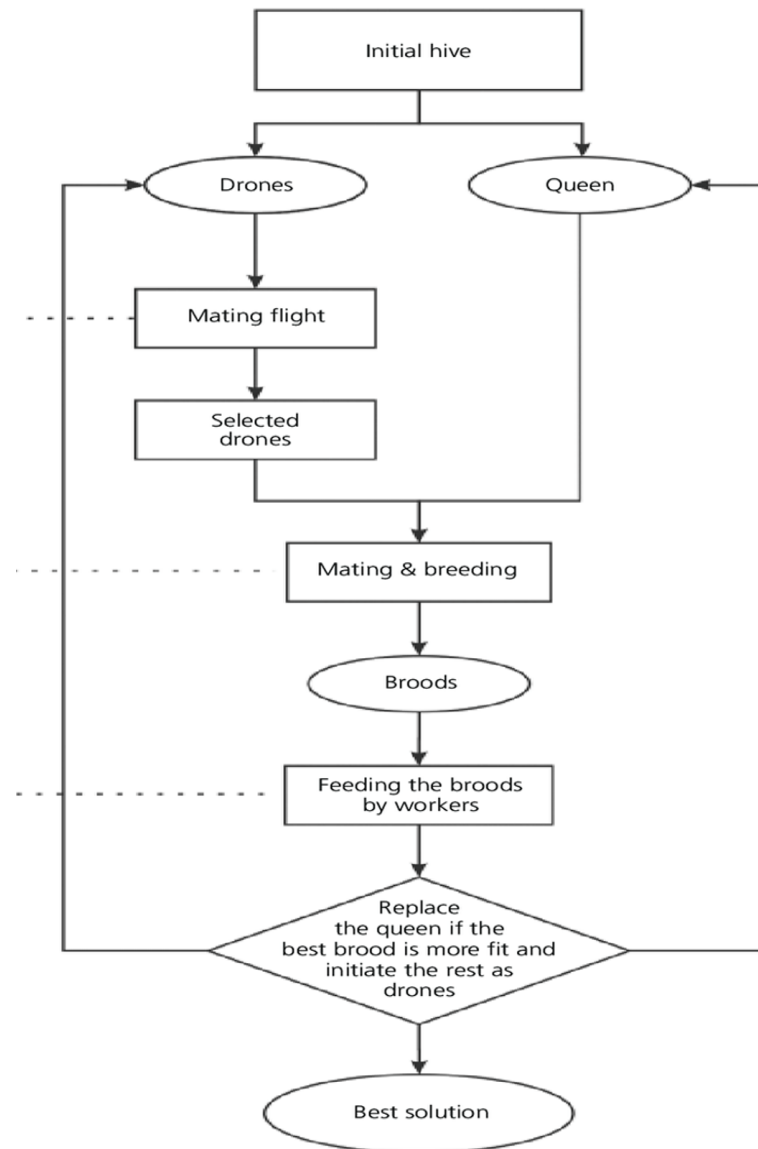 Initial hive
Drones
Queen
Mating flight
Selected
drones
Mating & breeding
Broods
Feeding the broods
by workers
Replace
the queen if the
best brood is more fit and
initiate the rest as
drones
Best solution